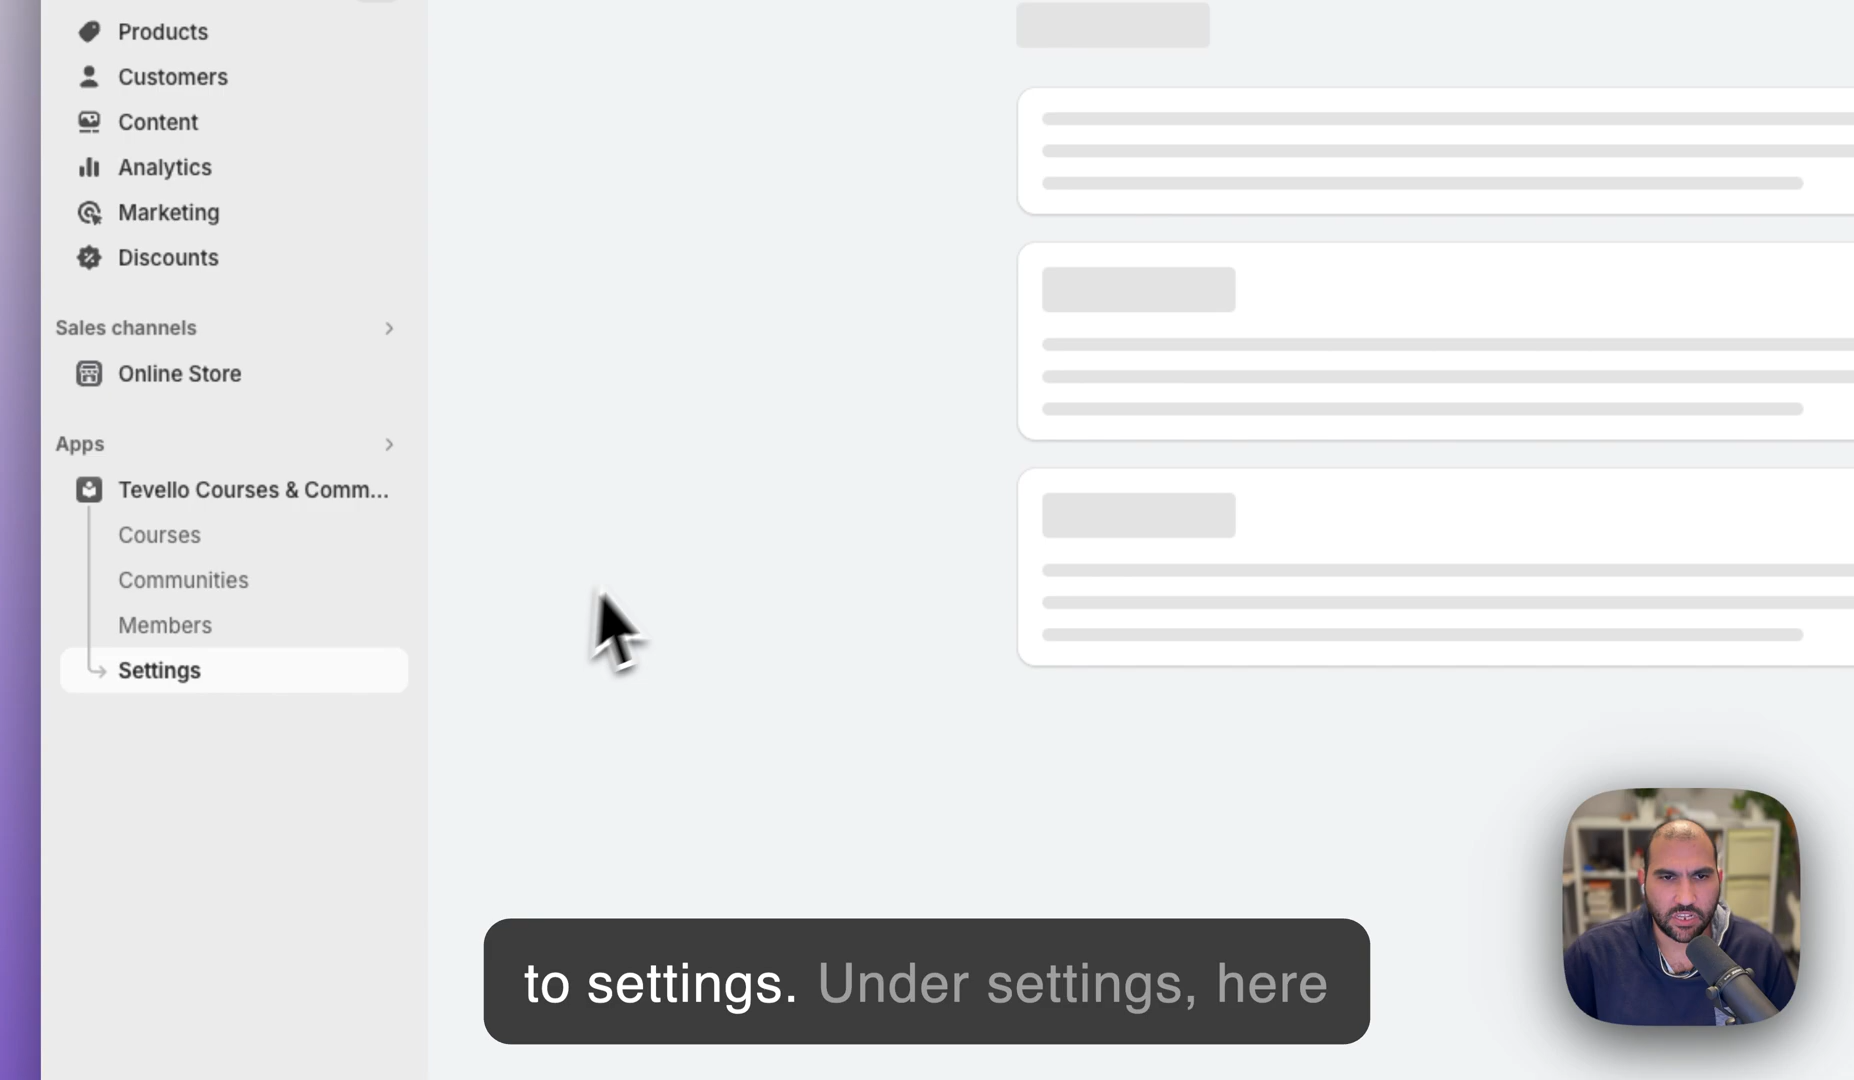 Products
Customers
Content
Analytics
Marketing
Discounts
Sales channels
Online Store
Apps
Tevello Courses & Comm...
Courses
Communities
Members
Settings
to settings. Under settings, here